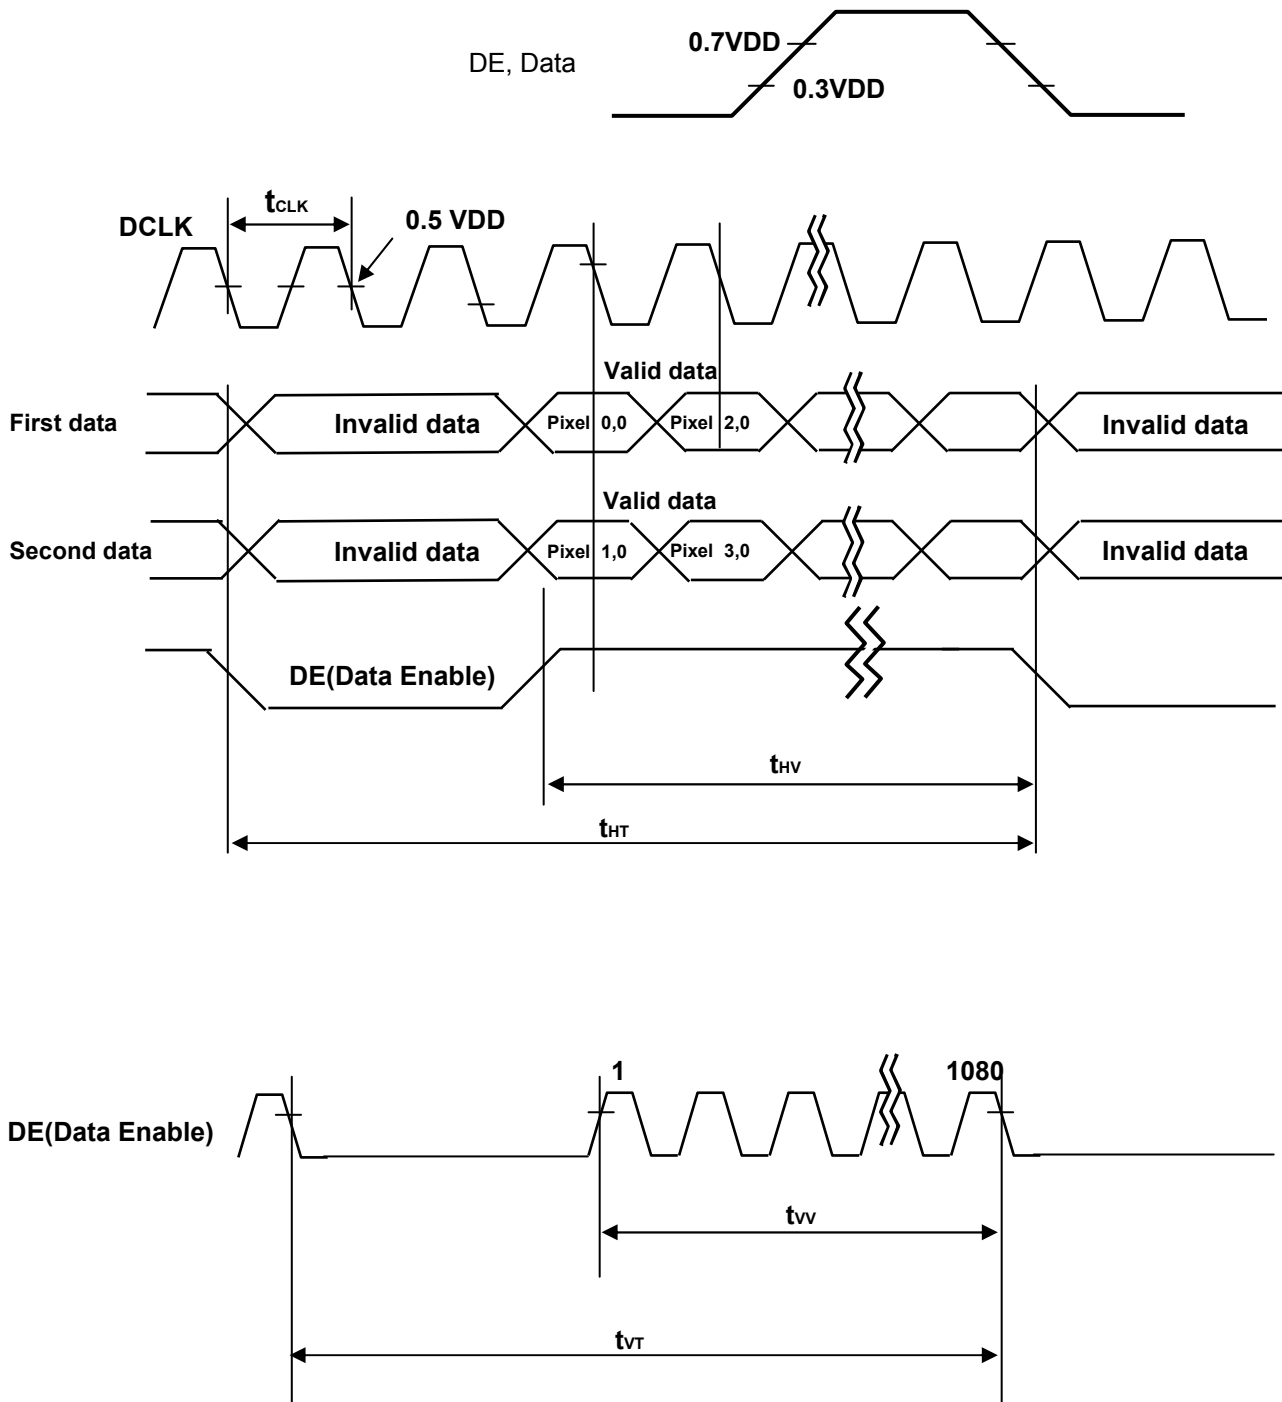 0.7VDD
DE, Data
0.3VDD
tCLK
DCLK
0.5 VDD
Valid data
First data
Invalid data
Pixel 0,0
Pixel 2,0
Invalid data
Valid data
Second data
Invalid data
Pixel 1,0
Pixel 3,0
Invalid data
DE(Data Enable)
tHV
tHT
1
1080
DE(Data Enable)
tVV
tVT